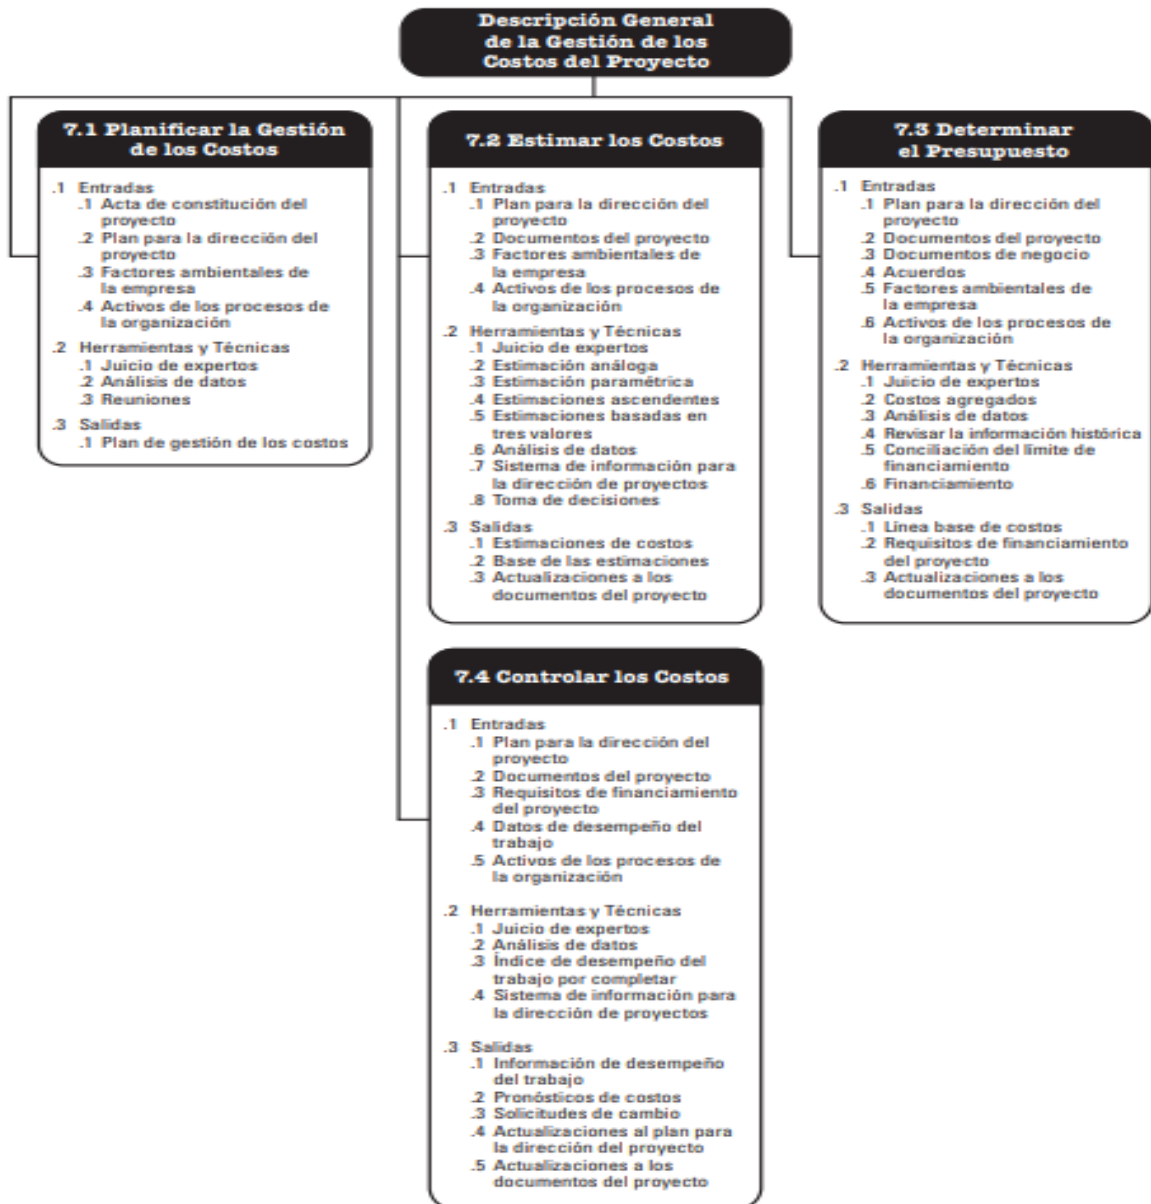 Descripción General
de la Gestión de los
Costos del Proyecto
7.1 Planificar la Gestión
de los Costos
.1 Entradas
.1 Acta de constitución del
proyecto
.2 Plan para la dirección del
proyecto
.3 Factores ambientales de
la empresa
.4 Activos de los procesos de
la organización
.2 Herramientas y Técnicas
.1 Juicio de expertos
.2 Análisis de datos
.3 Reuniones
.3 Salidas
.1 Plan de gestión de los costos
7.2 Estimar los Costos
.1 Entradas
.1 Plan para la dirección del
proyecto
.2 Documentos del proyecto
.3 Factores ambientales de
la empresa
.4 Activos de los procesos de
la organización
.2 Herramientas y Técnicas
.1 Juicio de expertos
.2 Estimación análoga
.3 Estimación paramétrica
.4 Estimaciones ascendentes
.5 Estimaciones basadas en
tres valores
.6 Análisis de datos
.7 Sistema de información para
la dirección de proyectos
.8 Toma de decisiones
.3 Salidas
.1 Estimaciones de costos
.2 Base de las estimaciones
.3 Actualizaciones a los
documentos del proyecto
7.3 Determinar
el Presupuesto
.1 Entradas
.1 Plan para la dirección del
proyecto
.2 Documentos del proyecto
.3 Documentos de negocio
.4 Acuerdos
.5 Factores ambientales de
la empresa
.6 Activos de los procesos de
la organización
.2 Herramientas y Técnicas
.1 Juicio de expertos
.2 Costos agregados
.3 Análisis de datos
.4 Revisar la información histórica
.5 Conciliación del límite de
financiamiento
.6 Financiamiento
.3 Salidas
.1 Línea base de costos
.2 Requisitos de financiamiento
del proyecto
.3 Actualizaciones a los
documentos del proyecto
7.4 Controlar los Costos
.1 Entradas
.1 Plan para la dirección del
proyecto
.2 Documentos del proyecto
.3 Requisitos de financiamiento
del proyecto
.4 Datos de desempeño del
trabajo
.5 Activos de los procesos de
la organización
.2 Herramientas y Técnicas
.1 Juicio de expertos
.2 Análisis de datos
.3 Índice de desempeño del
trabajo por completar
.4 Sistema de información para
la dirección de proyectos
.3 Salidas
.1 Información de desempeño
del trabajo
.2 Pronósticos de costos
.3 Solicitudes de cambio
.4 Actualizaciones al plan para
la dirección del proyecto
.5 Actualizaciones a los
documentos del proyecto